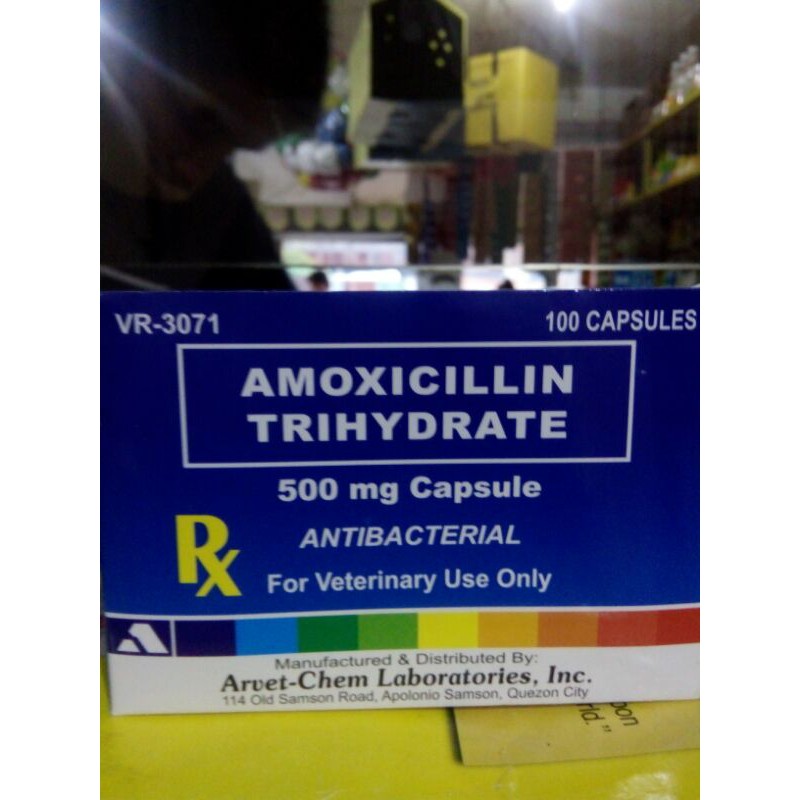 VR-3071
100 CAPSULES
AMOXICILLIN
TRIHYDRATE
500 mg Capsule
Rx
ANTIBACTERIAL
For Veterinary Use Only
Manufactured & Distributed By:
Arvet-Chem Laboratories, Inc.
114 Old Samson Road, Apolonio Samson, Quezon City